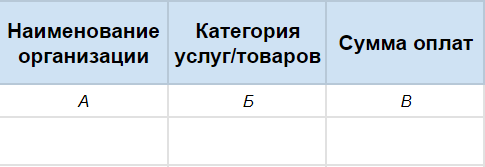 Наименование организации
Категория услуг/товаров
Сумма оплат
А Б В